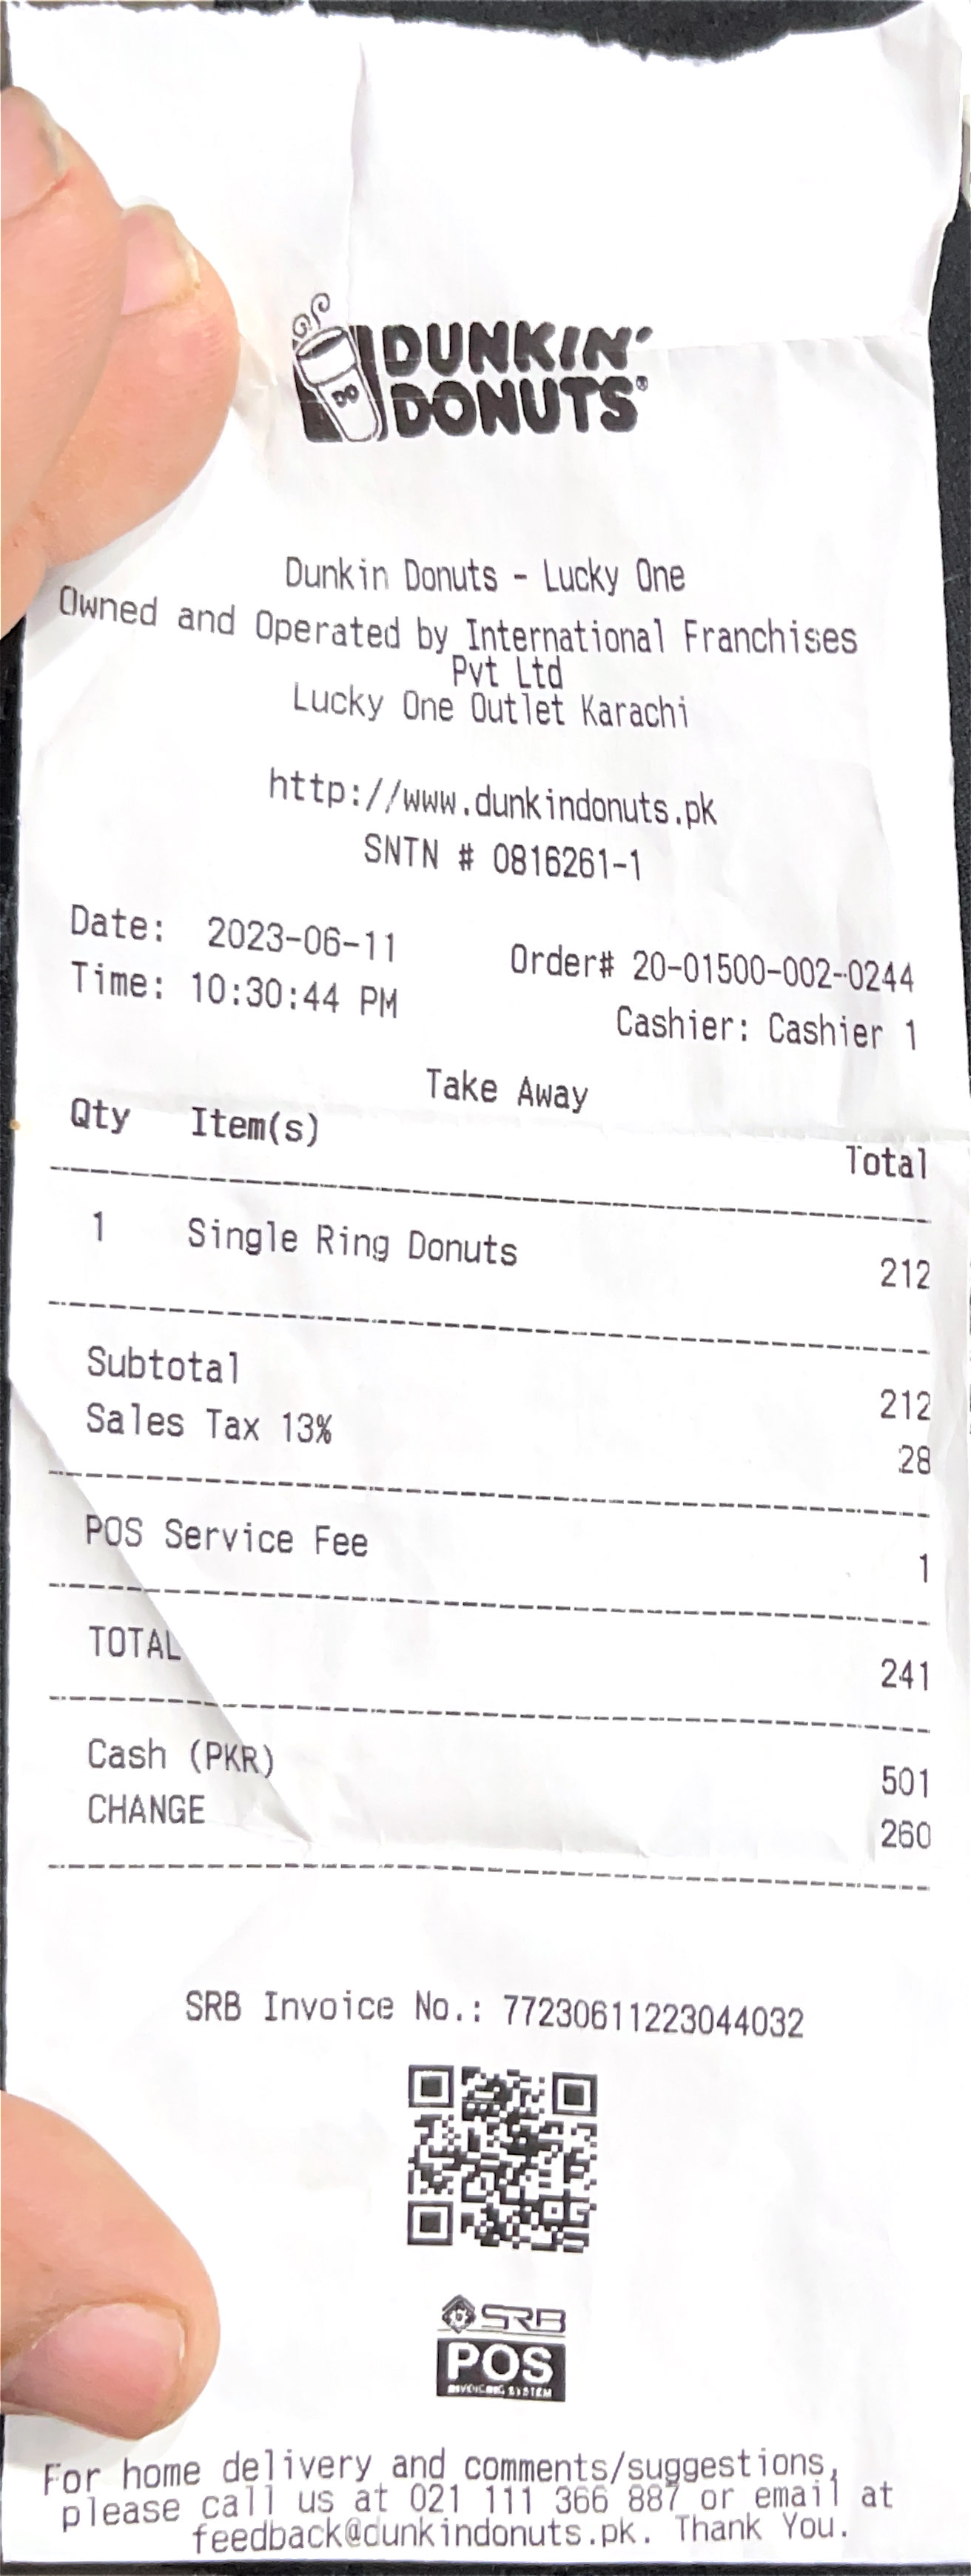 DUNKIN'
DONUTS®
Dunkin Donuts - Lucky One
Owned and Operated by International Franchises
Pvt Ltd
Lucky One Outlet Karachi
http://www.dunkindonuts.pk
SNTN # 0816261-1
Date: 2023-06-11 Order# 20-01500-002-0244
Time: 10:30:44 PM Cashier: Cashier 1
Take Away
Qty Item(s) Total
1 Single Ring Donuts 212
Subtotal 212
Sales Tax 13% 28
POS Service Fee 1
TOTAL 241
Cash (PKR) 501
CHANGE 260
SRB Invoice No.: 77230611223044032
SRB
POS
INVOICING SYSTEM
For home delivery and comments/suggestions,
please call us at 021 111 366 887 or email at
feedback@dunkindonuts.pk. Thank You.